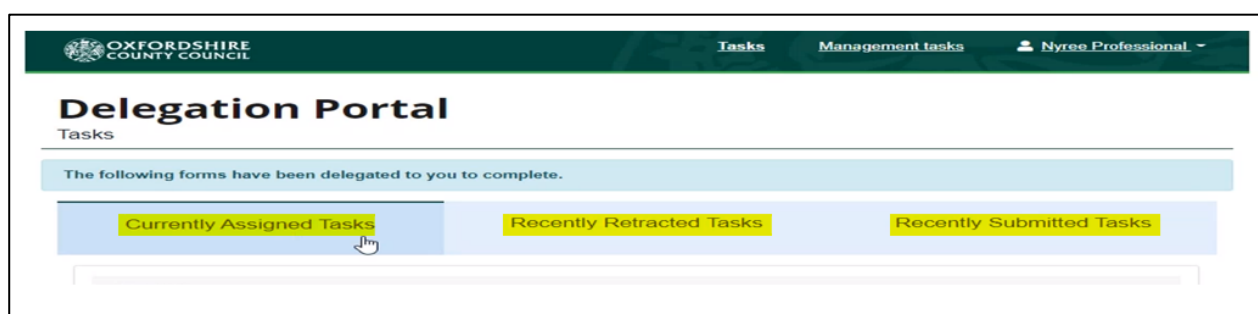 OXFORDSHIRE
COUNTY COUNCIL
Tasks Management tasks Nyree Professional
Delegation Portal
Tasks
The following forms have been delegated to you to complete.
Currently Assigned Tasks Recently Retracted Tasks Recently Submitted Tasks